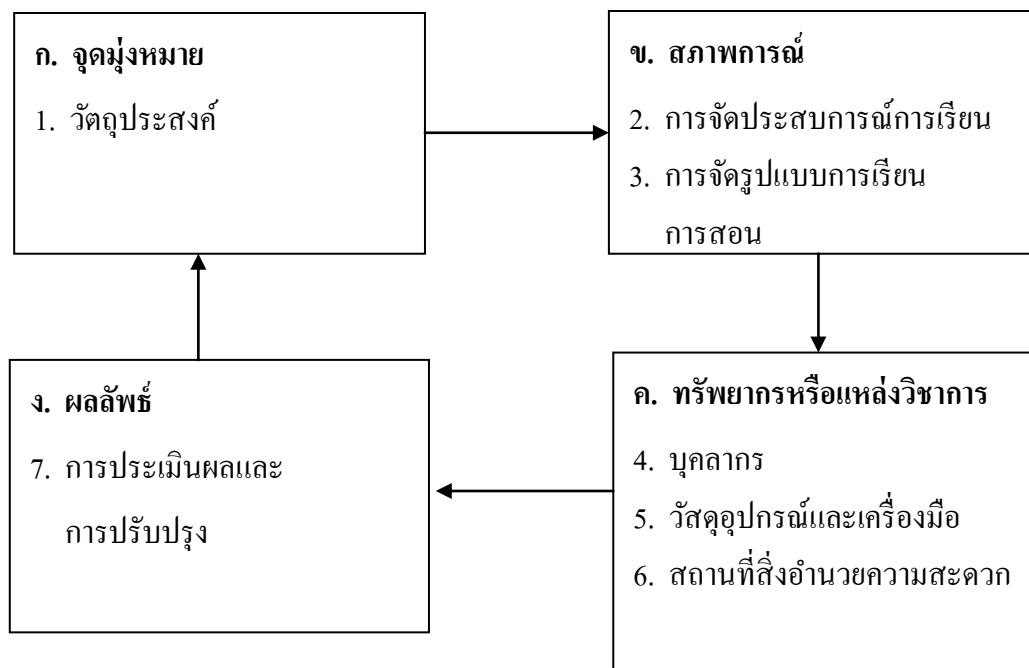 ก. จุดมุ่งหมาย
1. วัตถุประสงค์
ข. สภาพการณ์
2. การจัดประสบการณ์การเรียน
3. การจัดรูปแบบการเรียน
การสอน
ค. ทรัพยากรหรือแหล่งวิชาการ
4. บุคลากร
5. วัสดุอุปกรณ์และเครื่องมือ
6. สถานที่สิ่งอำนวยความสะดวก
ง. ผลลัพธ์
7. การประเมินผลและ
การปรับปรุง